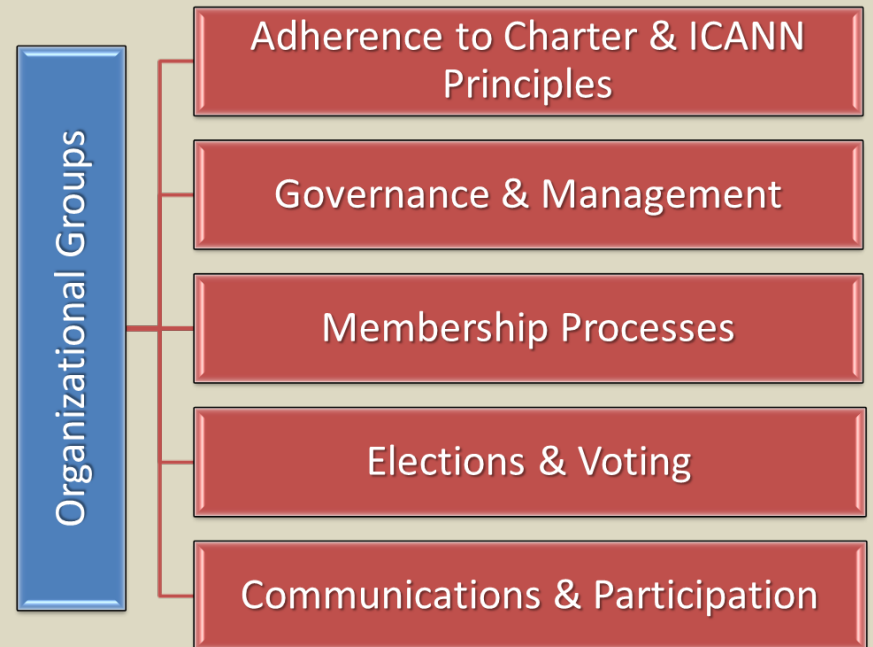 Organizational Groups
Adherence to Charter & ICANN
Principles
Governance & Management
Membership Processes
Elections & Voting
Communications & Participation